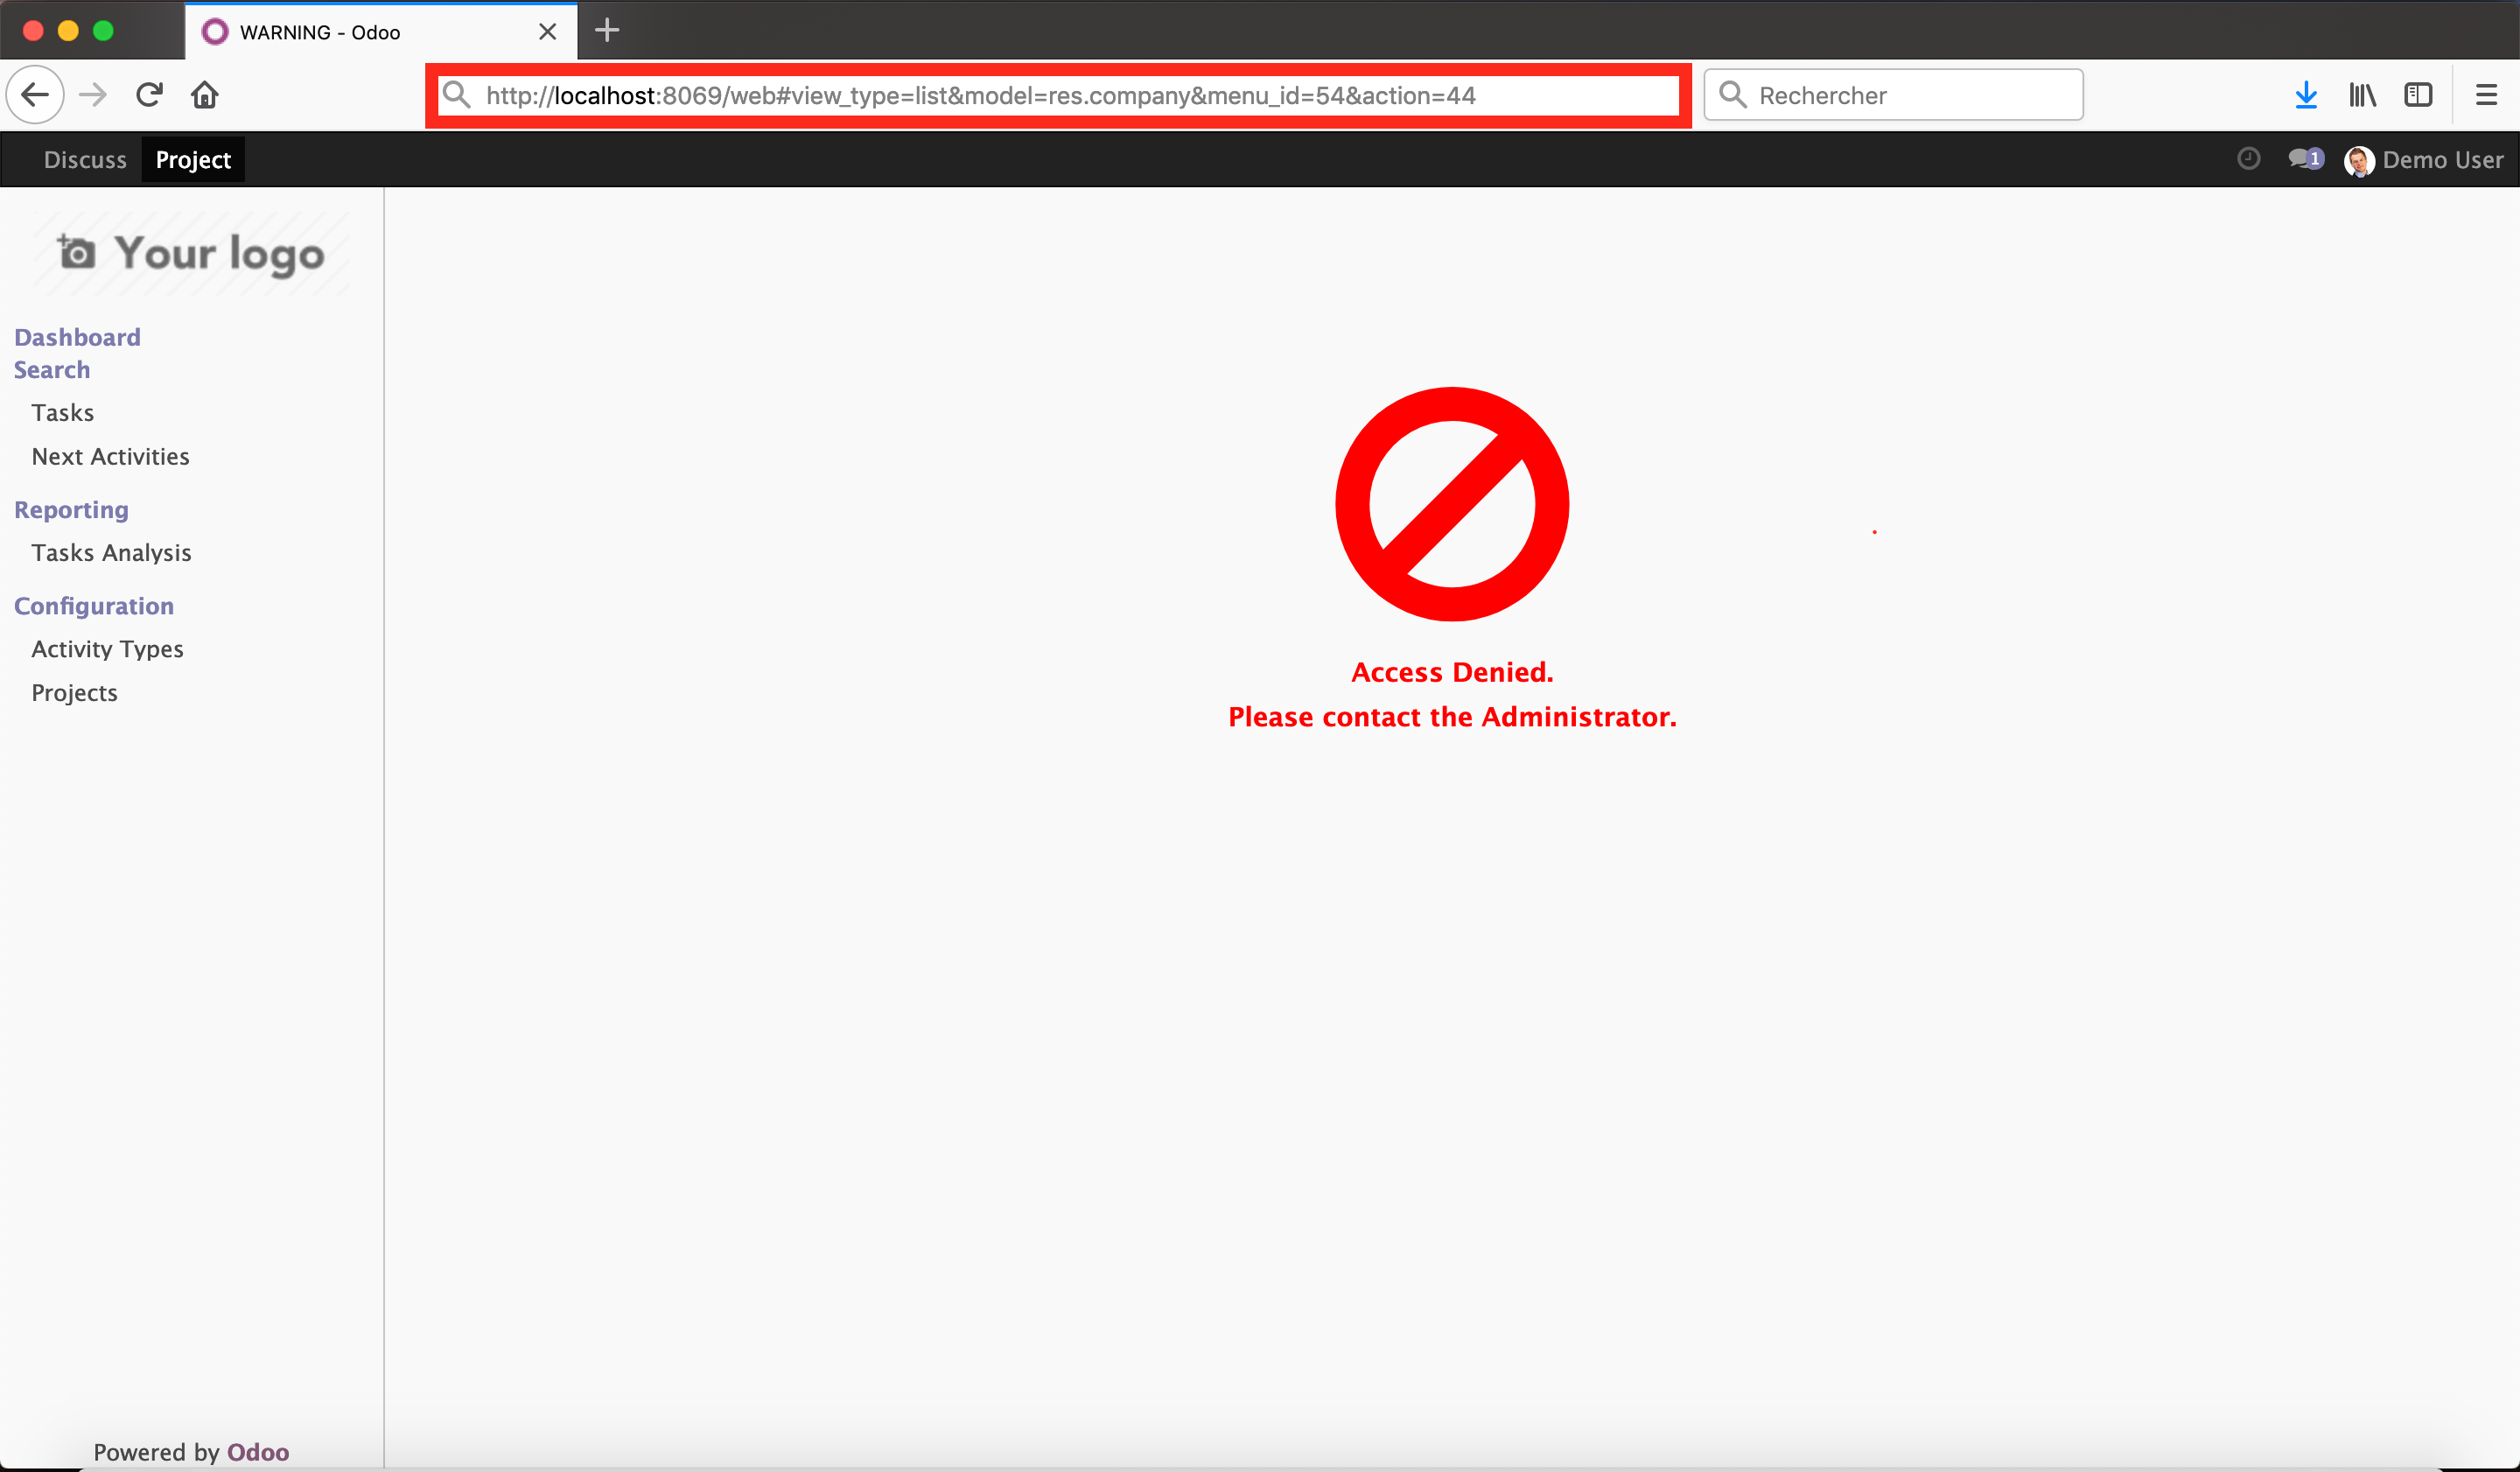 WARNING - Odoo
http://localhost:8069/web#view_type=list&model=res.company&menu_id=54&action=44
Rechercher
Discuss Project
1 Demo User
Your logo
Dashboard
Search
Tasks
Next Activities
Reporting
Tasks Analysis
Configuration
Activity Types
Projects
Access Denied.
Please contact the Administrator.
Powered by Odoo